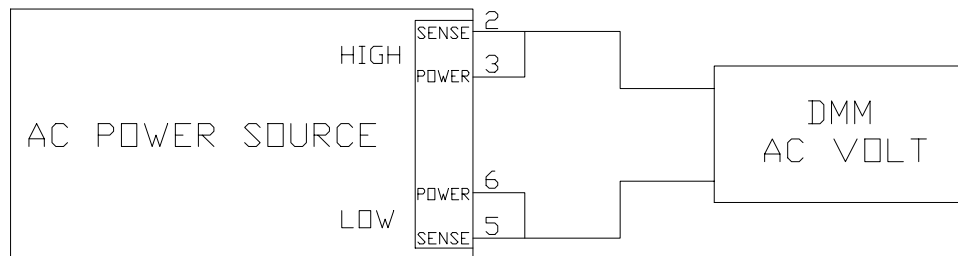 SENSE 2
HIGH
POWER 3
AC POWER SOURCE
DMM
AC VOLT
POWER 6
LOW
SENSE 5